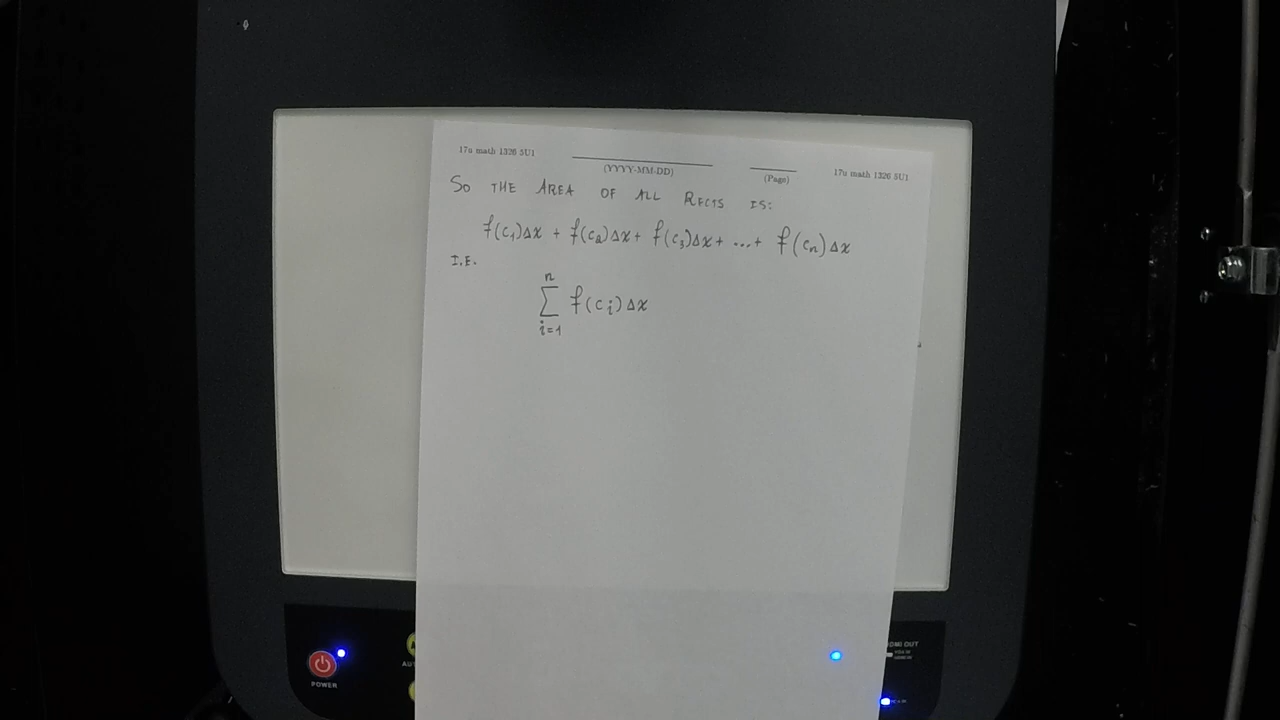 17u math 1326 5U1 (YYYY-MM-DD) (Page) 17u math 1326 5U1
SO THE AREA OF ALL RECTS IS:
f(c₁)Δx + f(c₂)Δx + f(c₃)Δx + ... + f(cₙ)Δx
I.E.
n
∑ f(cᵢ)Δx
i=1
POWER